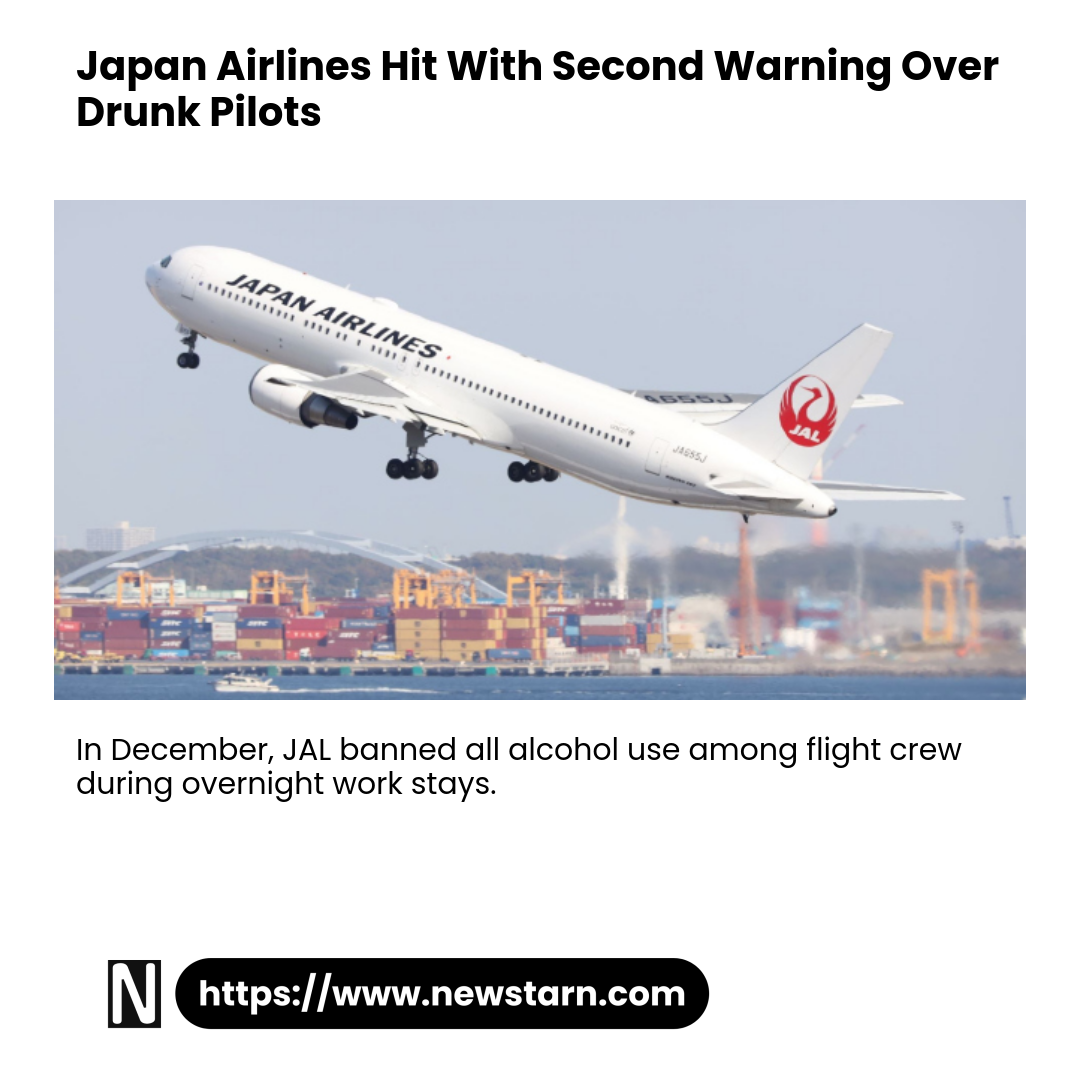 Japan Airlines Hit With Second Warning Over
Drunk Pilots
JAPAN AIRLINES
JA655J
JAL
In December, JAL banned all alcohol use among flight crew
during overnight work stays.
N
https://www.newstarn.com